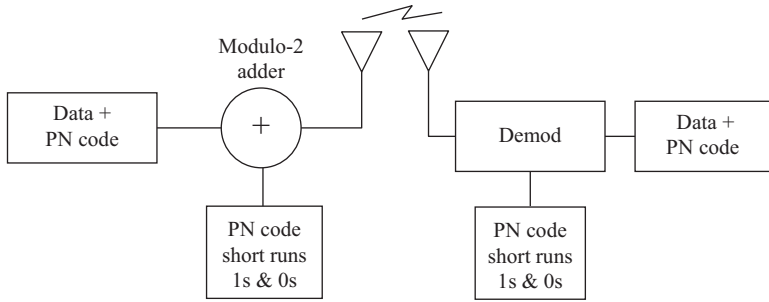 Modulo-2
adder
Data +
PN code
+
Demod
Data +
PN code
PN code
short runs
1s & 0s
PN code
short runs
1s & 0s